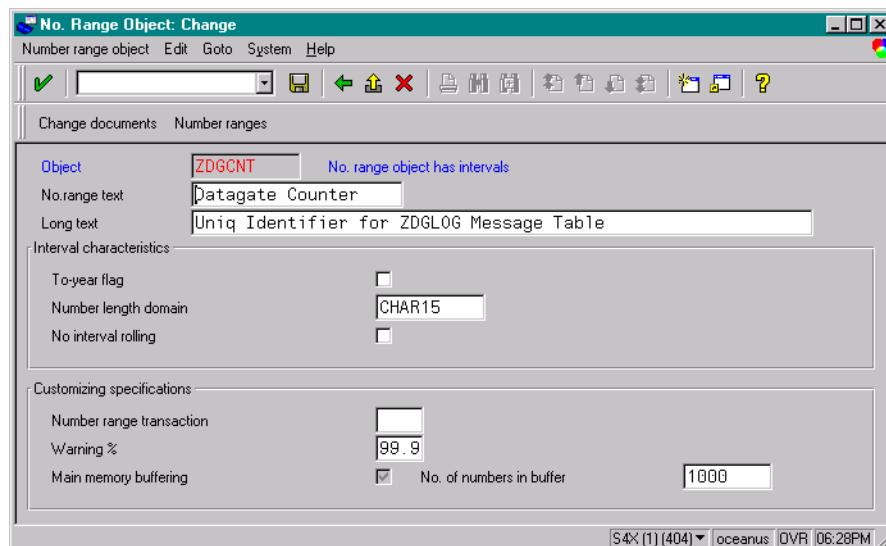 No. Range Object: Change
Number range object Edit Goto System Help
Change documents Number ranges
Object ZDGCNT No. range object has intervals
No.range text Datagate Counter
Long text Uniq Identifier for ZDGLOG Message Table
Interval characteristics
To-year flag
Number length domain CHAR15
No interval rolling
Customizing specifications
Number range transaction
Warning % 99.9
Main memory buffering No. of numbers in buffer 1000
S4X (1) (404) oceanus OVR 06:28PM